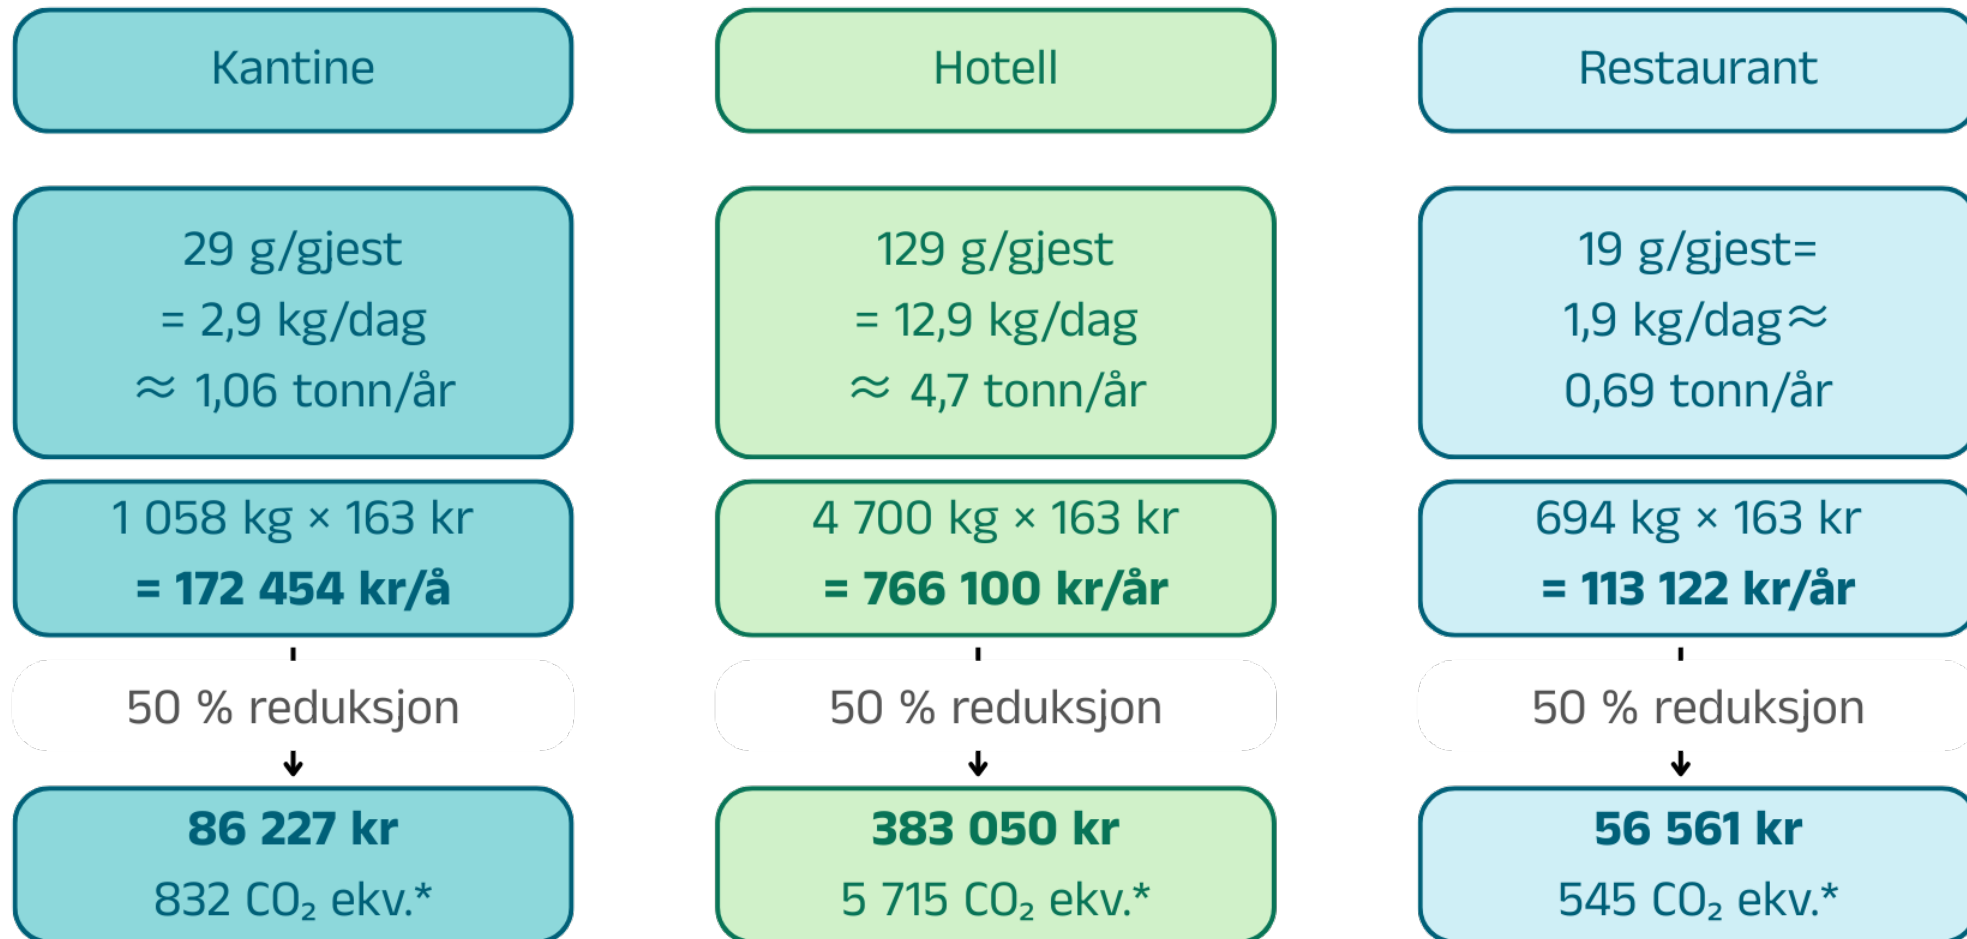 Kantine
29 g/gjest
= 2,9 kg/dag
≈ 1,06 tonn/år
1 058 kg × 163 kr
= 172 454 kr/å
50 % reduksjon
86 227 kr
832 CO₂ ekv.*
Hotell
129 g/gjest
= 12,9 kg/dag
≈ 4,7 tonn/år
4 700 kg × 163 kr
= 766 100 kr/år
50 % reduksjon
383 050 kr
5 715 CO₂ ekv.*
Restaurant
19 g/gjest=
1,9 kg/dag≈
0,69 tonn/år
694 kg × 163 kr
= 113 122 kr/år
50 % reduksjon
56 561 kr
545 CO₂ ekv.*